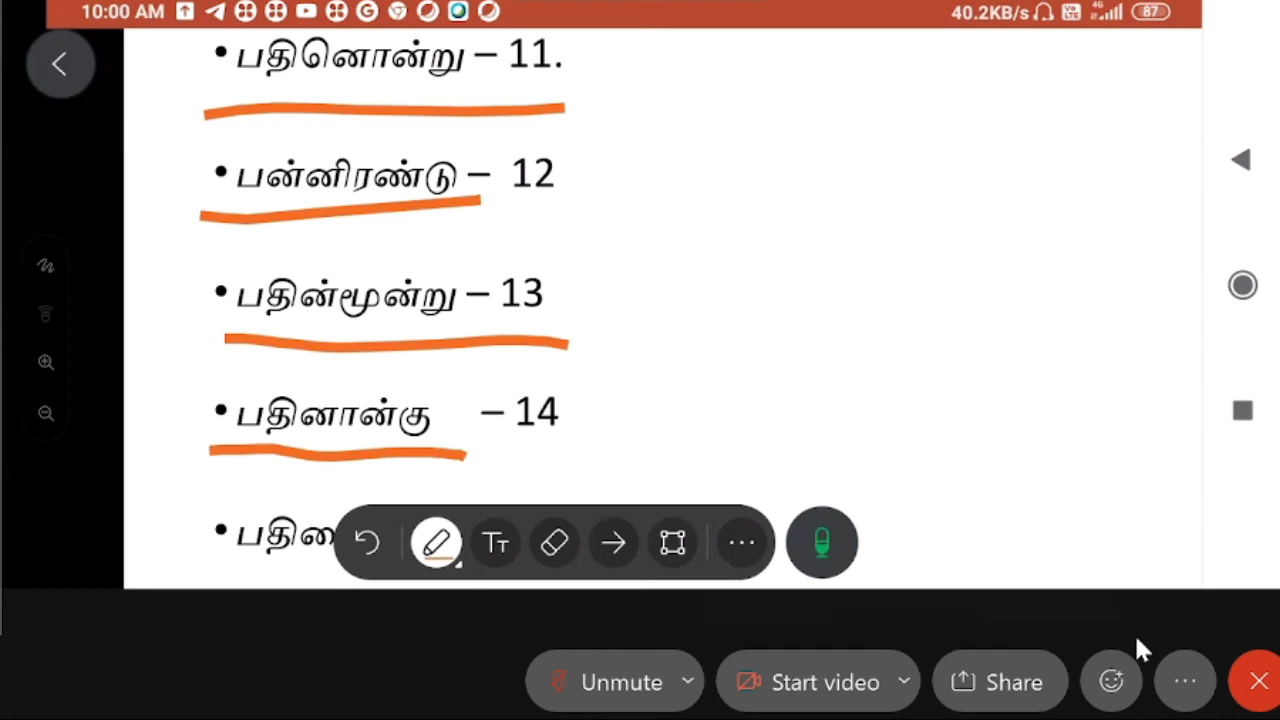 10:00 AM 40.2KB/s 4G 87
• பதினொன்று – 11.
• பன்னிரண்டு – 12
• பதின்மூன்று – 13
• பதினான்கு – 14
Unmute Start video Share